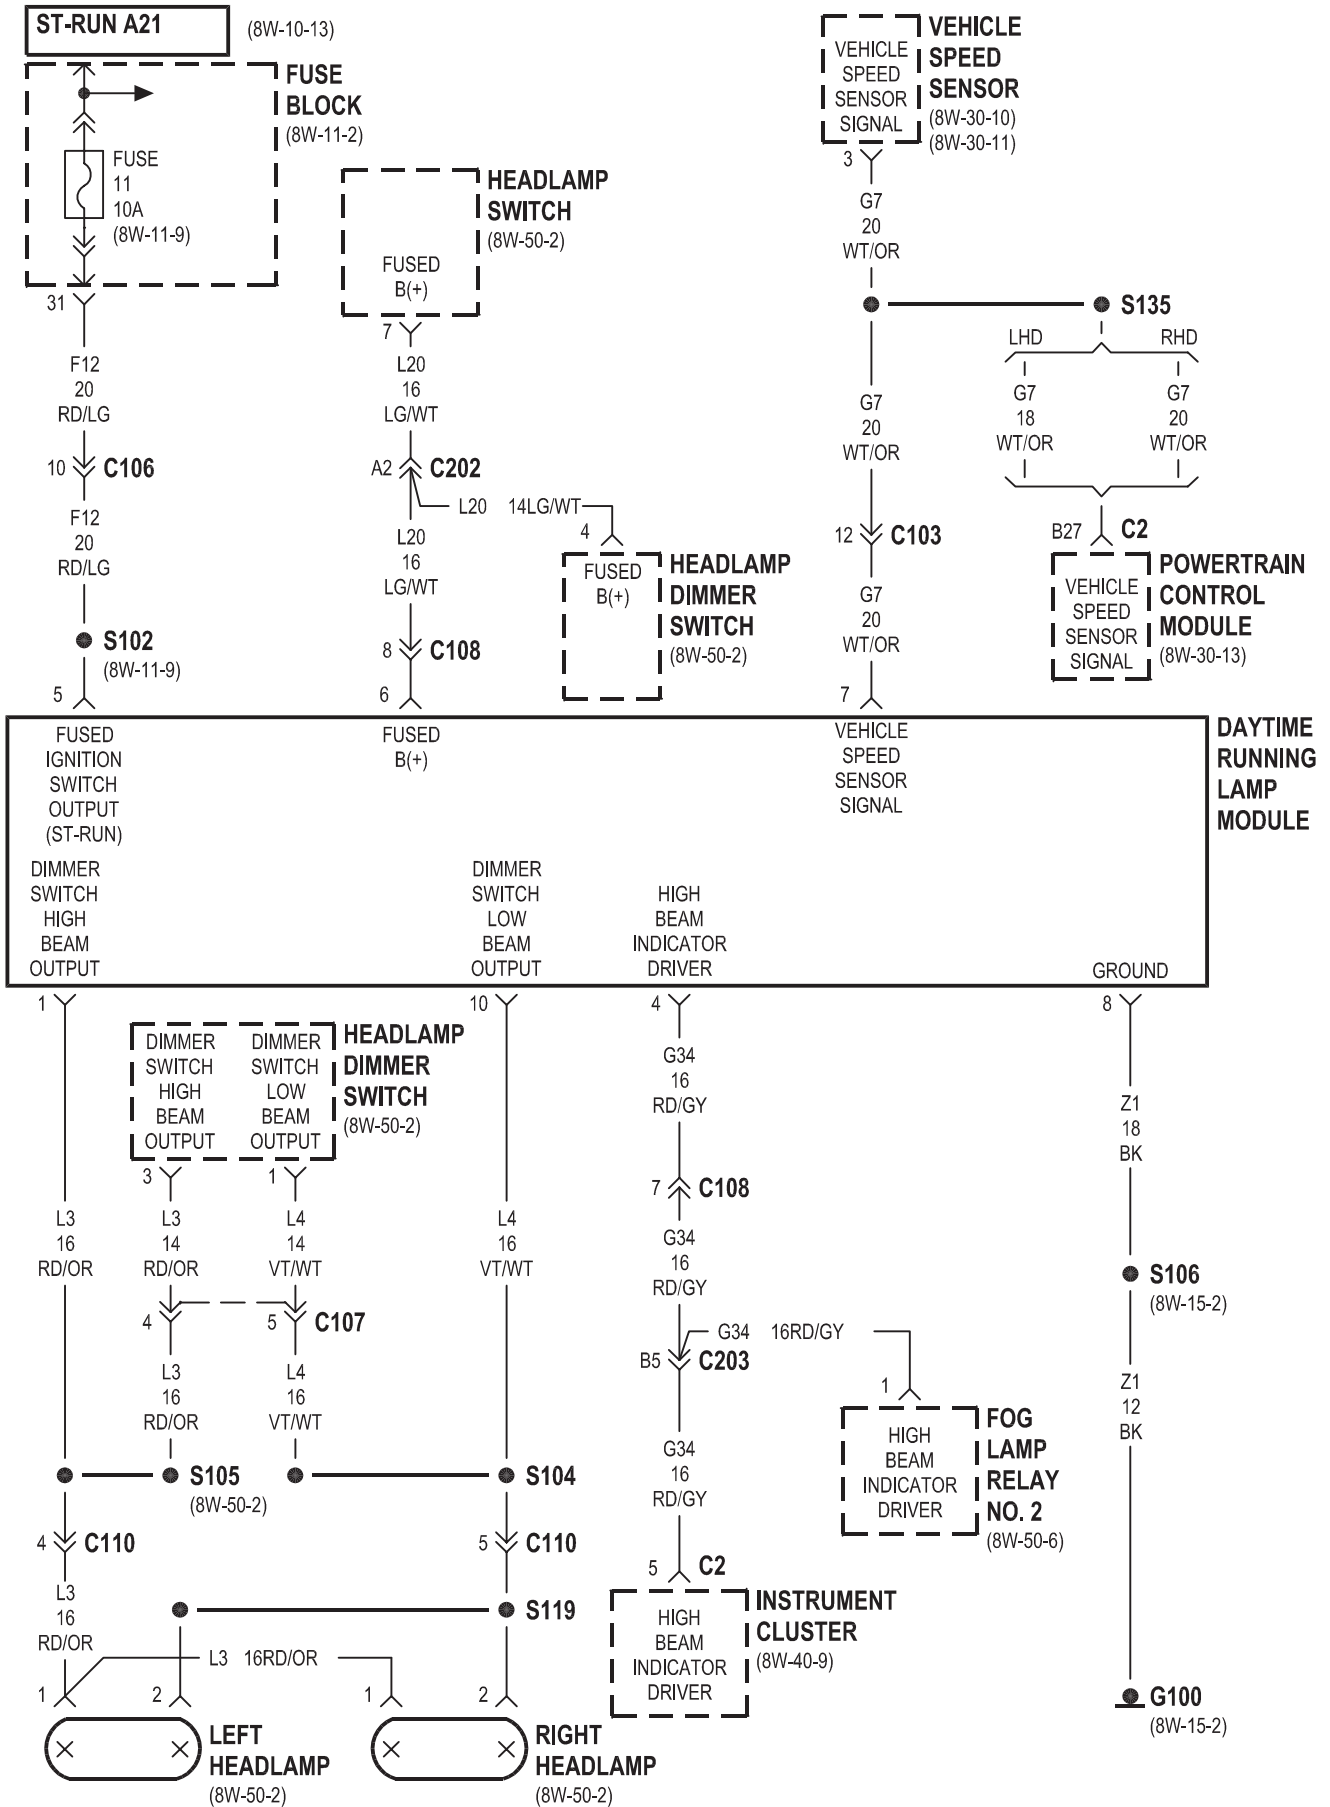 ST-RUN A21
(8W-10-13)
FUSE
BLOCK
(8W-11-2)
FUSE
11
10A
(8W-11-9)
31
F12
20
RD/LG
10
C106
F12
20
RD/LG
S102
(8W-11-9)
5
HEADLAMP
SWITCH
(8W-50-2)
FUSED
B(+)
7
L20
16
LG/WT
A2
C202
L20 14LG/WT
L20
16
LG/WT
8
C108
6
4
FUSED
B(+)
HEADLAMP
DIMMER
SWITCH
(8W-50-2)
VEHICLE
SPEED
SENSOR
SIGNAL
VEHICLE
SPEED
SENSOR
(8W-30-10)
(8W-30-11)
3
G7
20
WT/OR
S135
LHD
RHD
G7
18
WT/OR
G7
20
WT/OR
G7
20
WT/OR
12
C103
G7
20
WT/OR
7
B27
C2
VEHICLE
SPEED
SENSOR
SIGNAL
POWERTRAIN
CONTROL
MODULE
(8W-30-13)
FUSED
IGNITION
SWITCH
OUTPUT
(ST-RUN)
FUSED
B(+)
VEHICLE
SPEED
SENSOR
SIGNAL
DAYTIME
RUNNING
LAMP
MODULE
DIMMER
SWITCH
HIGH
BEAM
OUTPUT
DIMMER
SWITCH
LOW
BEAM
OUTPUT
HIGH
BEAM
INDICATOR
DRIVER
GROUND
1
10
4
8
DIMMER
SWITCH
HIGH
BEAM
OUTPUT
DIMMER
SWITCH
LOW
BEAM
OUTPUT
HEADLAMP
DIMMER
SWITCH
(8W-50-2)
3
1
L3
16
RD/OR
L3
14
RD/OR
L4
14
VT/WT
L4
16
VT/WT
4
5
C107
L3
16
RD/OR
L4
16
VT/WT
S105
(8W-50-2)
S104
4
C110
5
C110
L3
16
RD/OR
S119
L3 16RD/OR
1
2
1
2
LEFT
HEADLAMP
(8W-50-2)
RIGHT
HEADLAMP
(8W-50-2)
G34
16
RD/GY
7
C108
G34
16
RD/GY
G34 16RD/GY
B5
C203
1
G34
16
RD/GY
HIGH
BEAM
INDICATOR
DRIVER
FOG
LAMP
RELAY
NO. 2
(8W-50-6)
5
C2
HIGH
BEAM
INDICATOR
DRIVER
INSTRUMENT
CLUSTER
(8W-40-9)
Z1
18
BK
S106
(8W-15-2)
Z1
12
BK
G100
(8W-15-2)